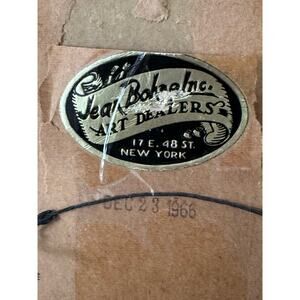 Jean Bohne Inc.
ART DEALERS
17 E. 48 ST.
NEW YORK
DEC 23 1966